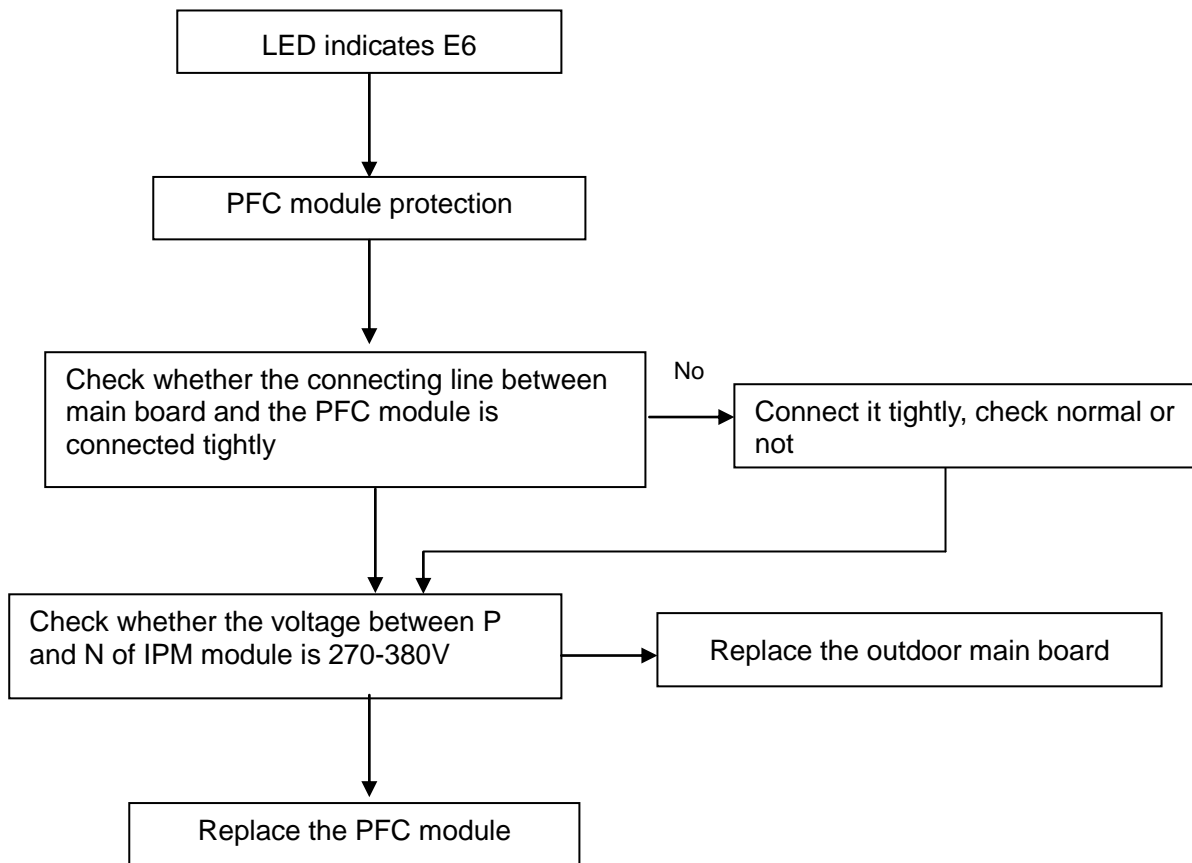 LED indicates E6
PFC module protection
Check whether the connecting line between
main board and the PFC module is
connected tightly
No
Connect it tightly, check normal or
not
Check whether the voltage between P
and N of IPM module is 270-380V
Replace the outdoor main board
Replace the PFC module